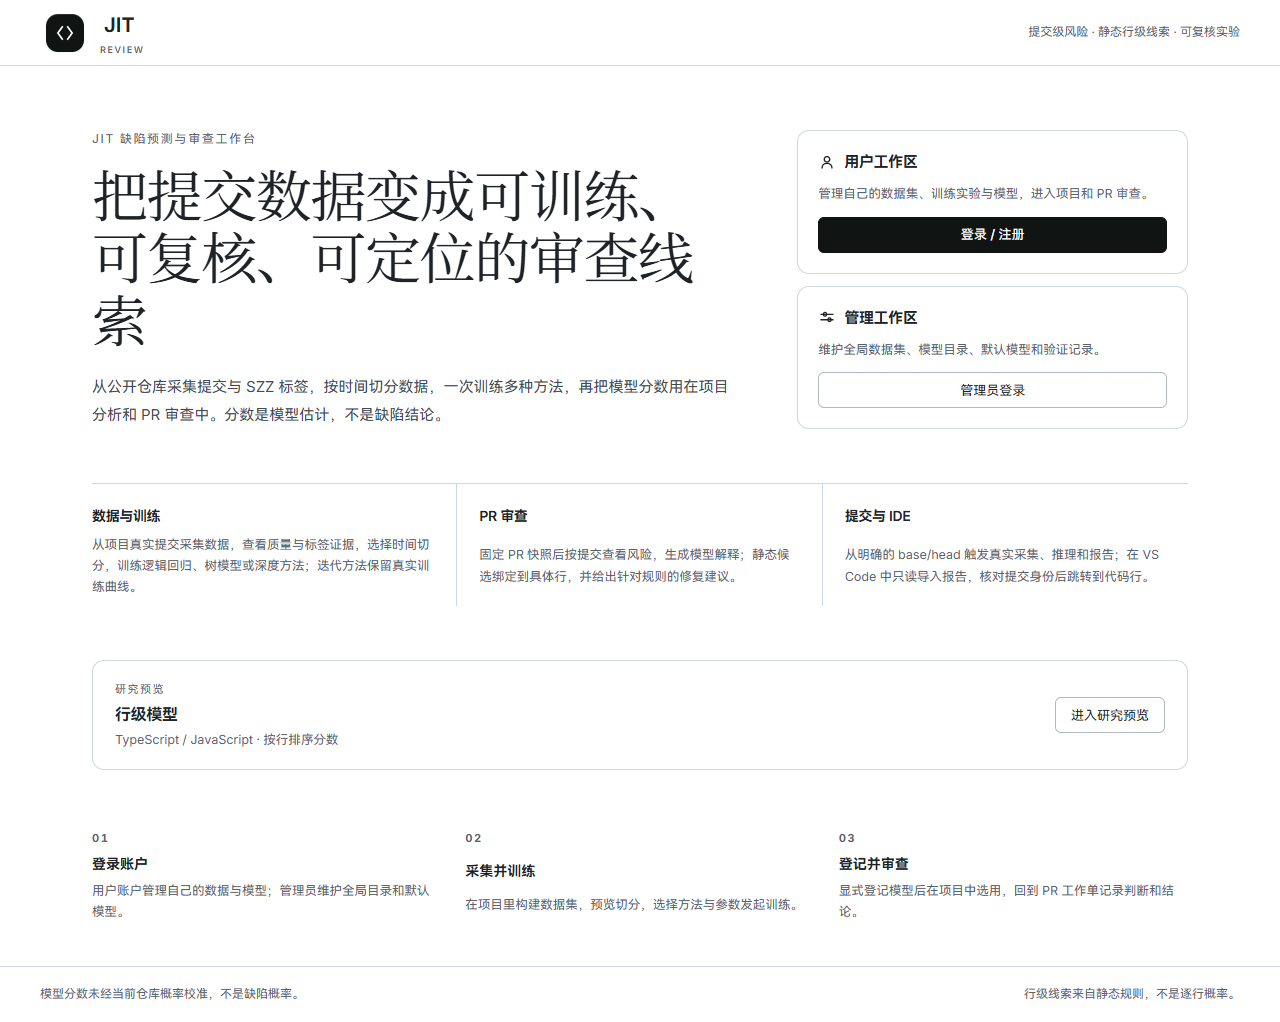 JIT
REVIEW
提交级风险 · 静态行级线索 · 可复核实验
JIT 缺陷预测与审查工作台
把提交数据变成可训练、
可复核、可定位的审查线
索
从公开仓库采集提交与 SZZ 标签，按时间切分数据，一次训练多种方法，再把模型分数用在项目
分析和 PR 审查中。分数是模型估计，不是缺陷结论。
用户工作区
管理自己的数据集、训练实验与模型，进入项目和 PR 审查。
登录 / 注册
管理工作区
维护全局数据集、模型目录、默认模型和验证记录。
管理员登录
数据与训练
从项目真实提交采集数据，查看质量与标签证据，选择时间切
分，训练逻辑回归、树模型或深度方法；迭代方法保留真实训
练曲线。
PR 审查
固定 PR 快照后按提交查看风险，生成模型解释；静态候
选绑定到具体行，并给出针对规则的修复建议。
提交与 IDE
从明确的 base/head 触发真实采集、推理和报告；在 VS
Code 中只读导入报告，核对提交身份后跳转到代码行。
研究预览
行级模型
TypeScript / JavaScript · 按行排序分数
进入研究预览
01
登录账户
用户账户管理自己的数据与模型；管理员维护全局目录和默认
模型。
02
采集并训练
在项目里构建数据集，预览切分，选择方法与参数发起训练。
03
登记并审查
显式登记模型后在项目中选用，回到 PR 工作单记录判断和结
论。
模型分数未经当前仓库概率校准，不是缺陷概率。
行级线索来自静态规则，不是逐行概率。